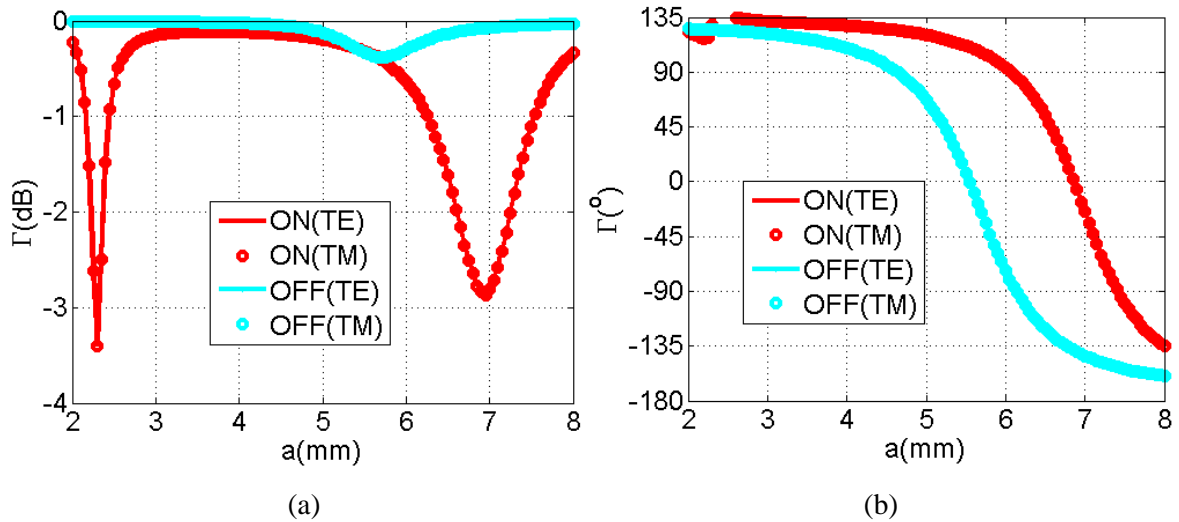 0
-1
-2
-3
-4
Γ(dB)
ON(TE)
ON(TM)
OFF(TE)
OFF(TM)
2 3 4 5 6 7 8
a(mm)
(a)
135
90
45
0
-45
-90
-135
-180
Γ(°)
ON(TE)
ON(TM)
OFF(TE)
OFF(TM)
2 3 4 5 6 7 8
a(mm)
(b)